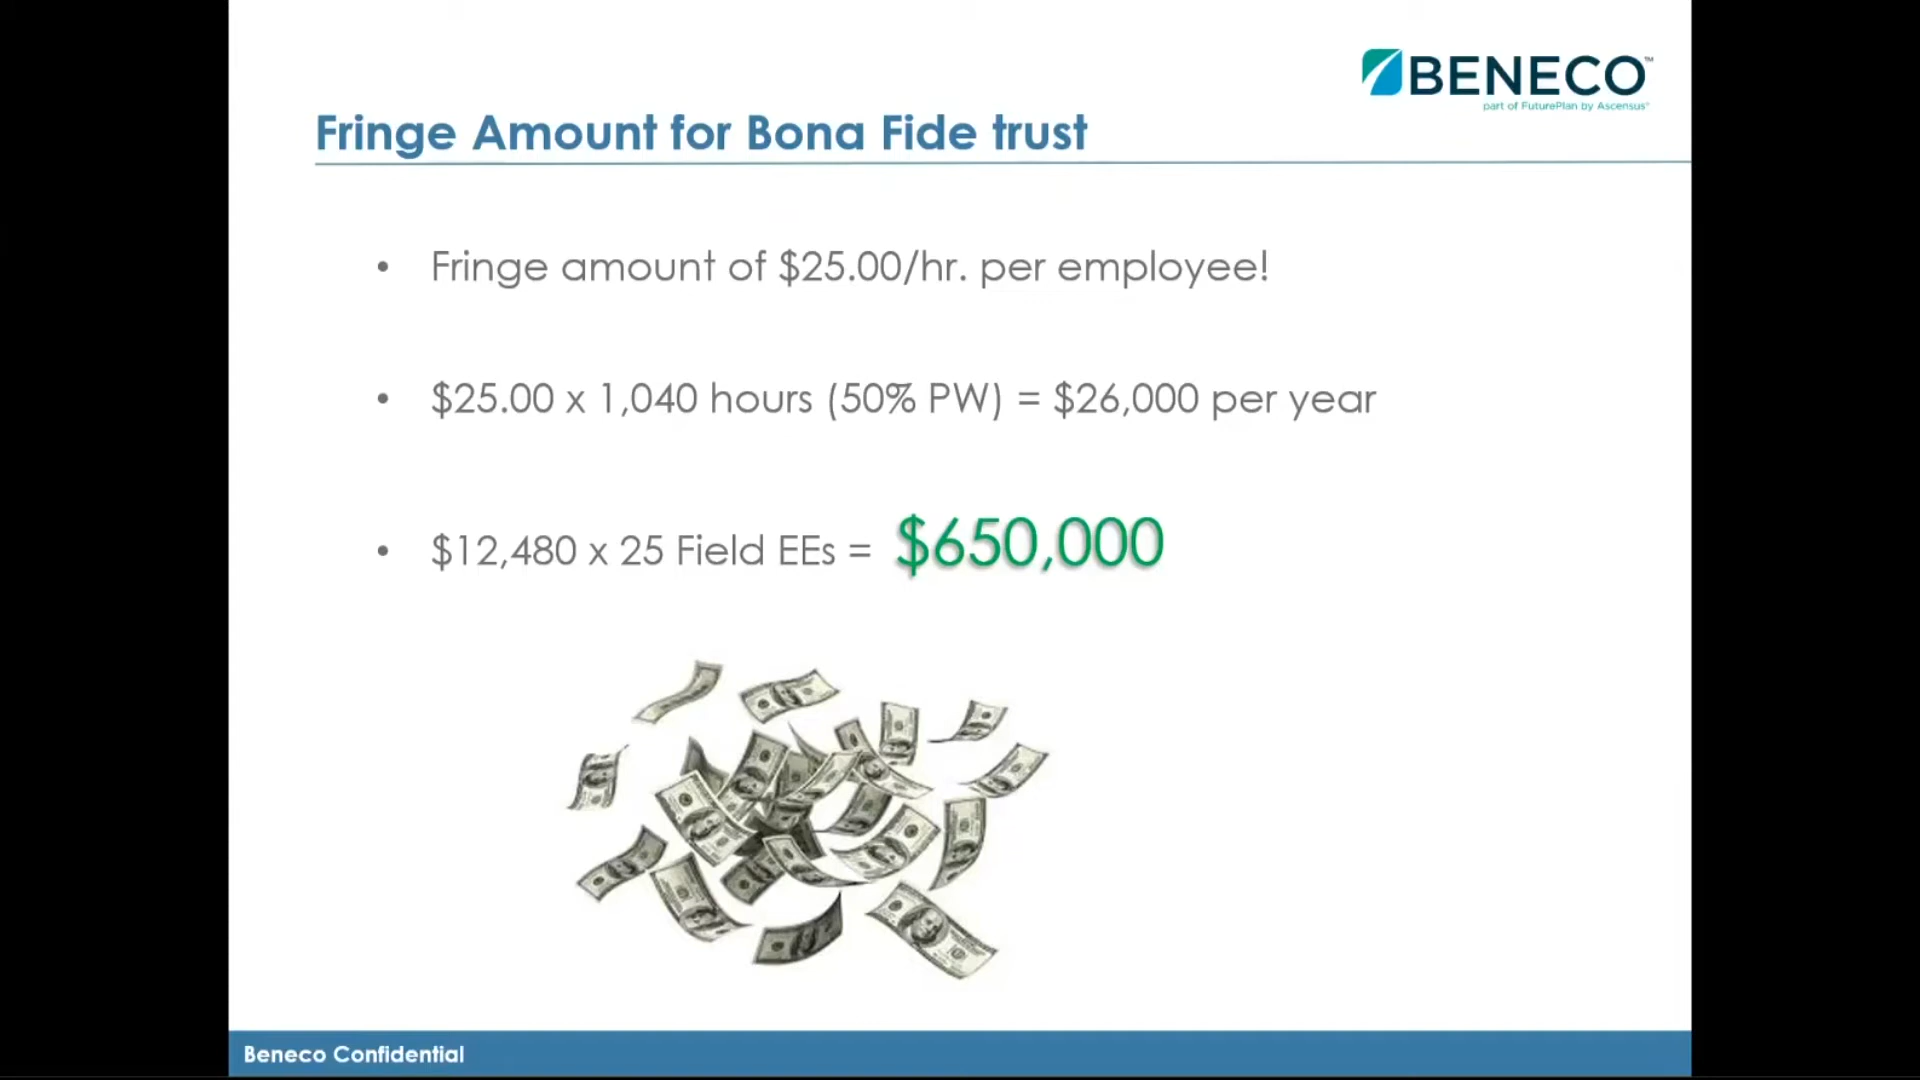 BENECO™
part of FuturePlan by Ascensus®
Fringe Amount for Bona Fide trust
• Fringe amount of $25.00/hr. per employee!
• $25.00 x 1,040 hours (50% PW) = $26,000 per year
• $12,480 x 25 Field EEs = $650,000
Beneco Confidential